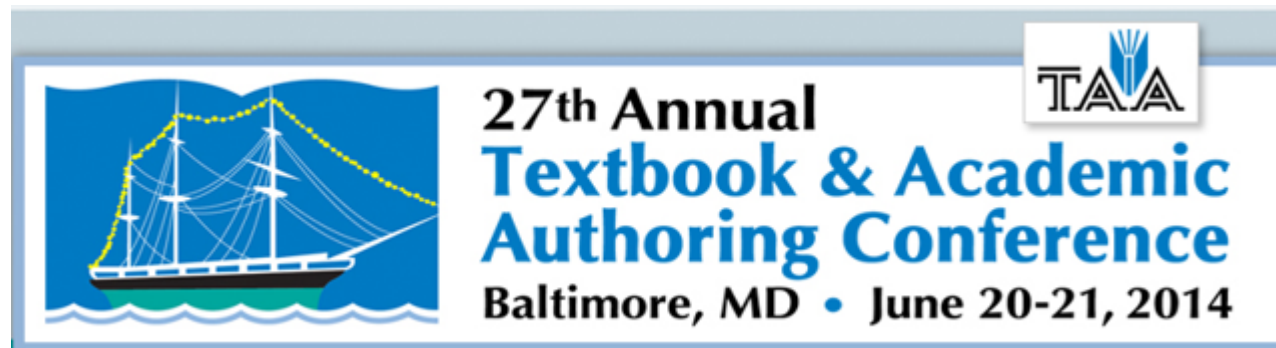 TAA
27th Annual
Textbook & Academic
Authoring Conference
Baltimore, MD • June 20-21, 2014